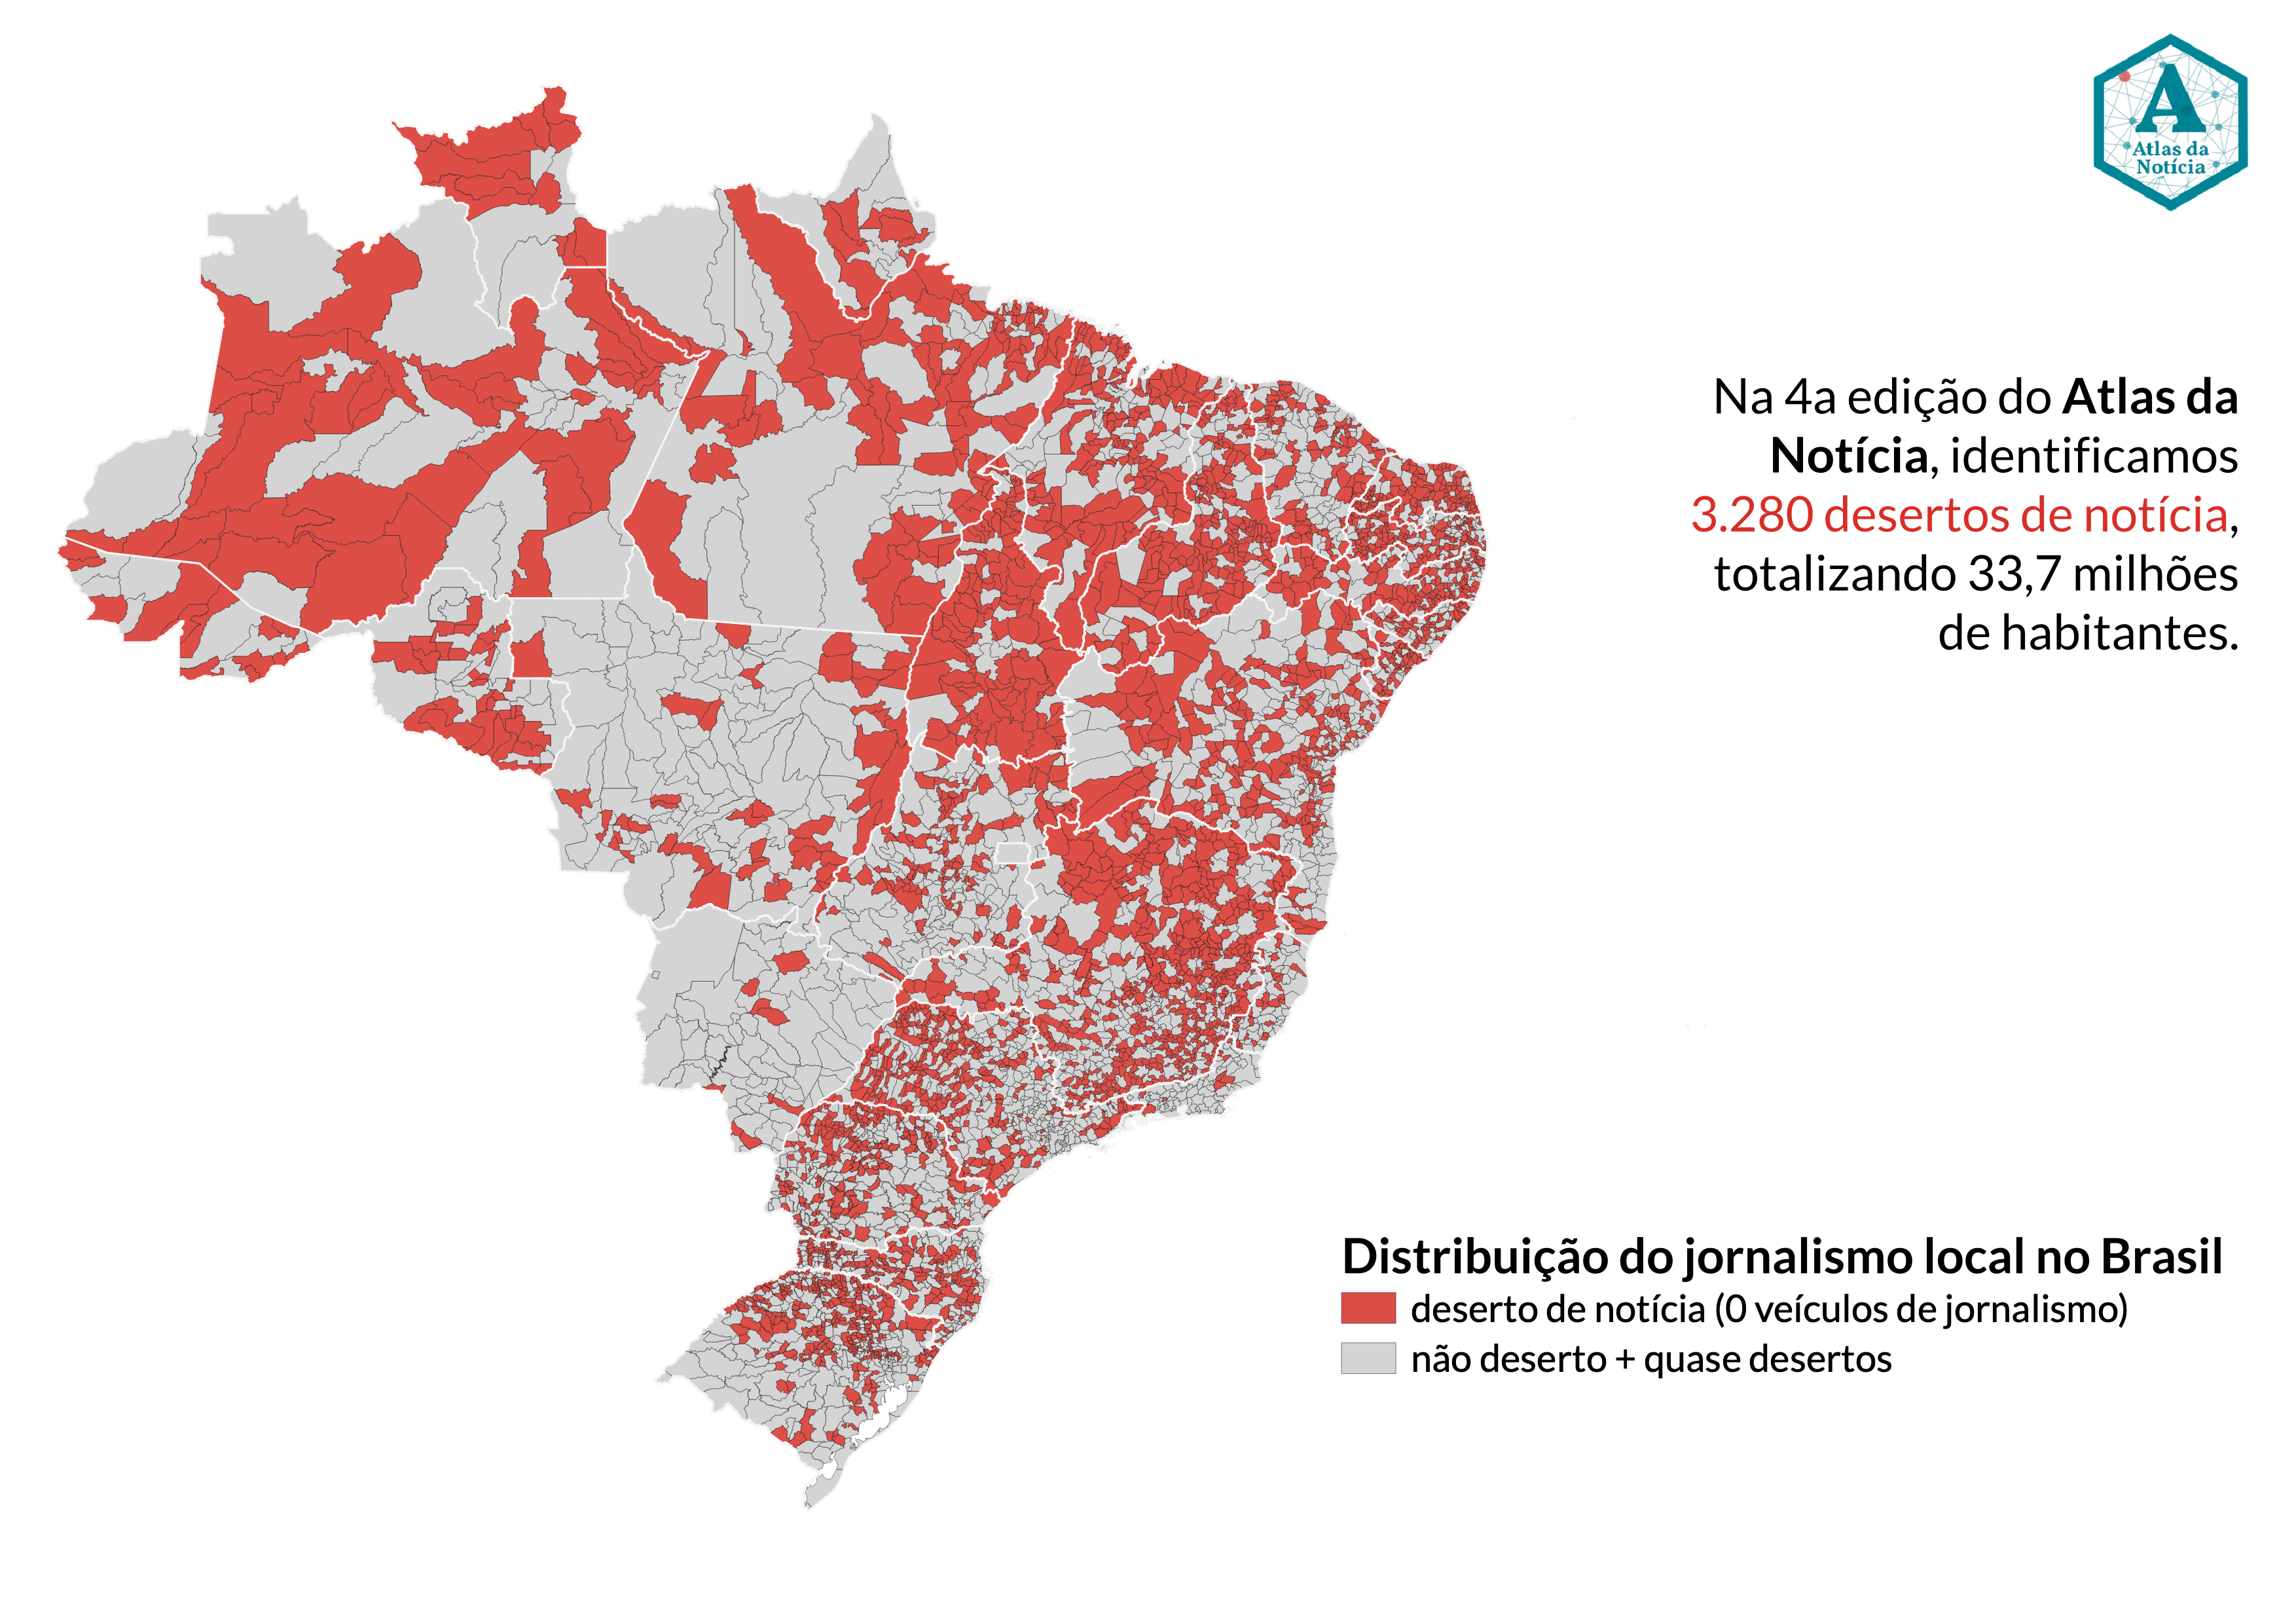 A
Atlas da
Notícia
Na 4a edição do Atlas da
Notícia, identificamos
3.280 desertos de notícia,
totalizando 33,7 milhões
de habitantes.
Distribuição do jornalismo local no Brasil
deserto de notícia (0 veículos de jornalismo)
não deserto + quase desertos